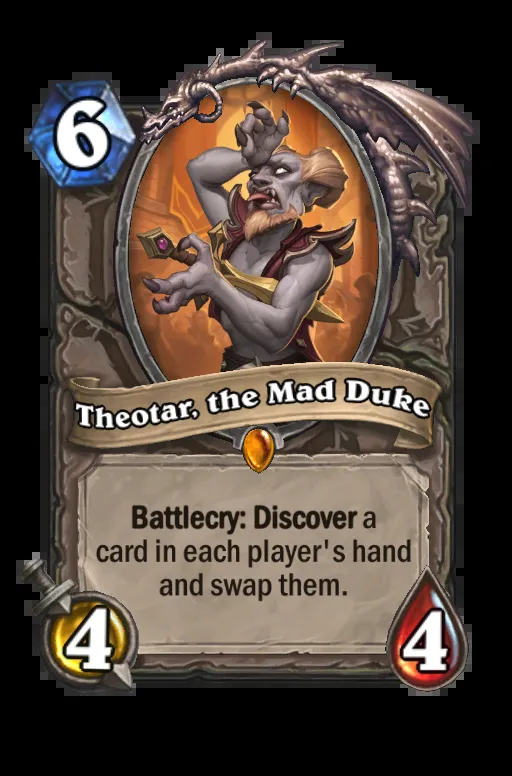 6
Theotar, the Mad Duke
Battlecry: Discover a
card in each player's hand
and swap them.
4
4